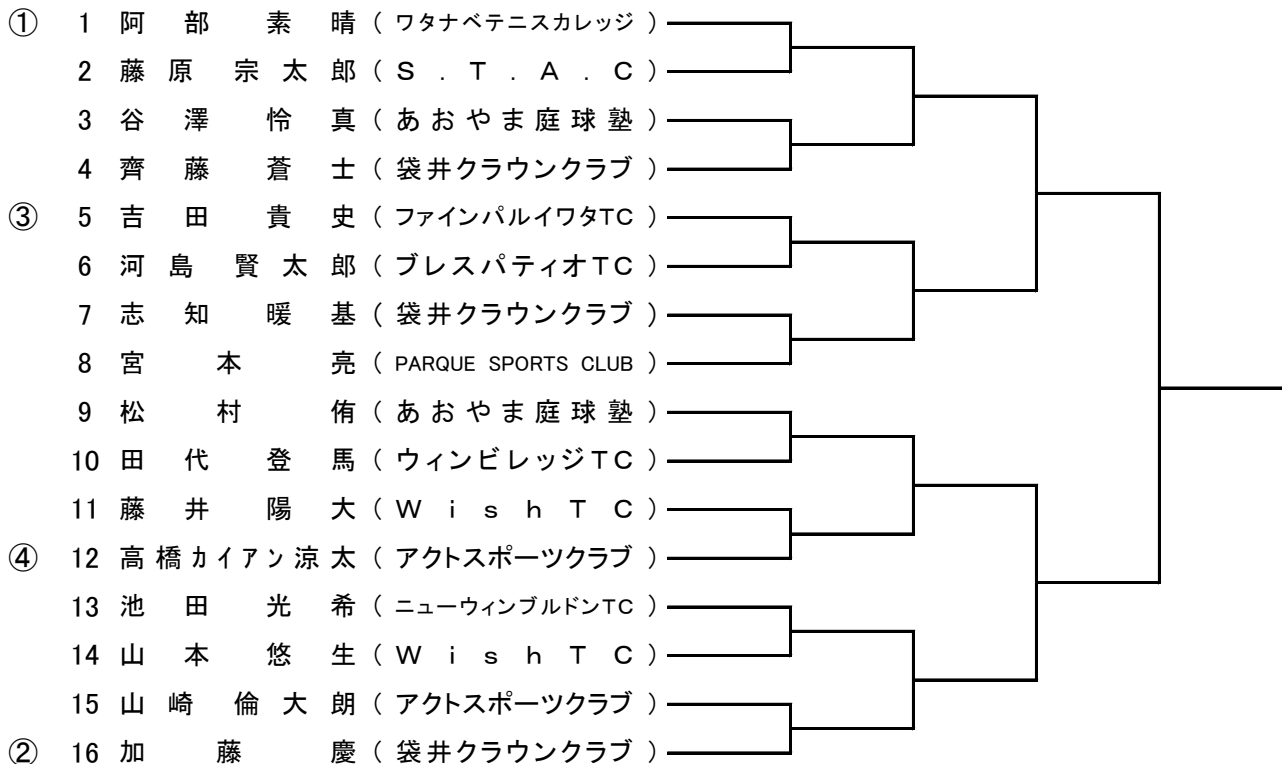 ① 1 阿部素晴 ( ワタナベテニスカレッジ )
2 藤原宗太郎 ( S.T.A.C )
3 谷澤怜真 ( あおやま庭球塾 )
4 齊藤蒼士 ( 袋井クラウンクラブ )
③ 5 吉田貴史 ( ファインパルイワタTC )
6 河島賢太郎 ( ブレスパティオTC )
7 志知暖基 ( 袋井クラウンクラブ )
8 宮本亮 ( PARQUE SPORTS CLUB )
9 松村侑 ( あおやま庭球塾 )
10 田代登馬 ( ウィンビレッジTC )
11 藤井陽大 ( WishTC )
④ 12 高橋カイアン涼太 ( アクトスポーツクラブ )
13 池田光希 ( ニューウィンブルドンTC )
14 山本悠生 ( WishTC )
15 山崎倫大朗 ( アクトスポーツクラブ )
② 16 加藤慶 ( 袋井クラウンクラブ )